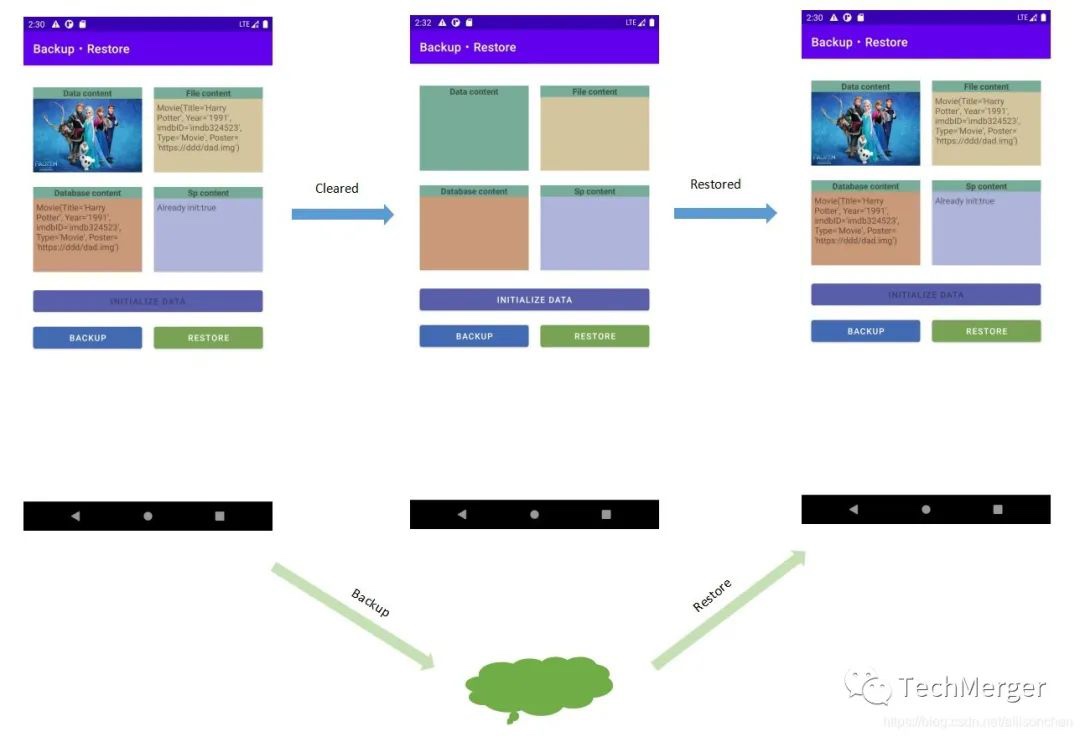 2:30 LTE
Backup・Restore
Data content
FROZEN
File content
Movie(Title='Harry
Potter', Year='1991',
imdbID='imdb324523',
Type='Movie', Poster=
'https://ddd/dad.img')
Database content
Movie(Title='Harry
Potter', Year='1991',
imdbID='imdb324523',
Type='Movie', Poster=
'https://ddd/dad.img')
Sp content
Already init:true
INITIALIZE DATA
BACKUP
RESTORE
Cleared
2:32 LTE
Backup・Restore
Data content
File content
Database content
Sp content
INITIALIZE DATA
BACKUP
RESTORE
Restored
2:30 LTE
Backup・Restore
Data content
FROZEN
File content
Movie(Title='Harry
Potter', Year='1991',
imdbID='imdb324523',
Type='Movie', Poster=
'https://ddd/dad.img')
Database content
Movie(Title='Harry
Potter', Year='1991',
imdbID='imdb324523',
Type='Movie', Poster=
'https://ddd/dad.img')
Sp content
Already init:true
INITIALIZE DATA
BACKUP
RESTORE
Backup
Restore
TechMerger
https://blog.csdn.net/allisonchen